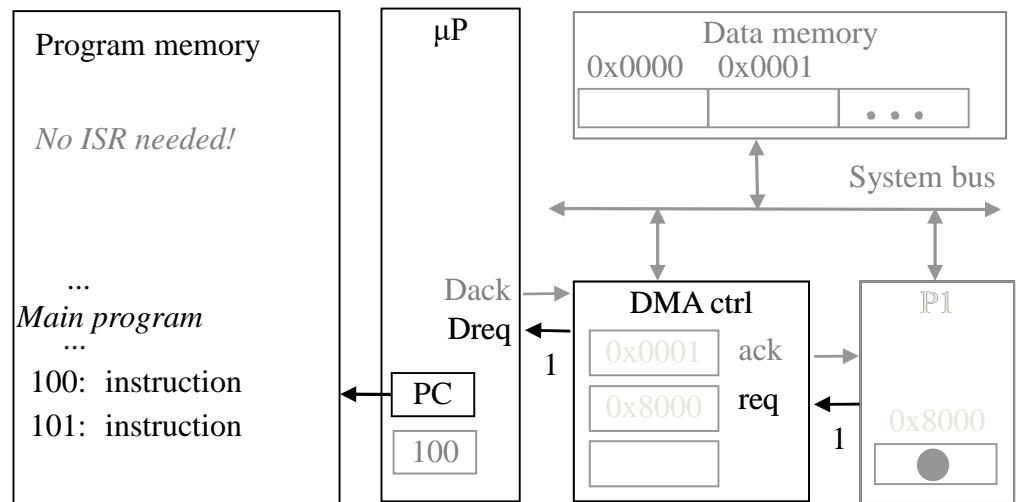 Program memory
No ISR needed!
...
Main program
...
100: instruction
101: instruction
μP
Dack
Dreq
PC
100
Data memory
0x0000 0x0001
...
System bus
1
DMA ctrl
0x0001
ack
0x8000
req
1
P1
0x8000